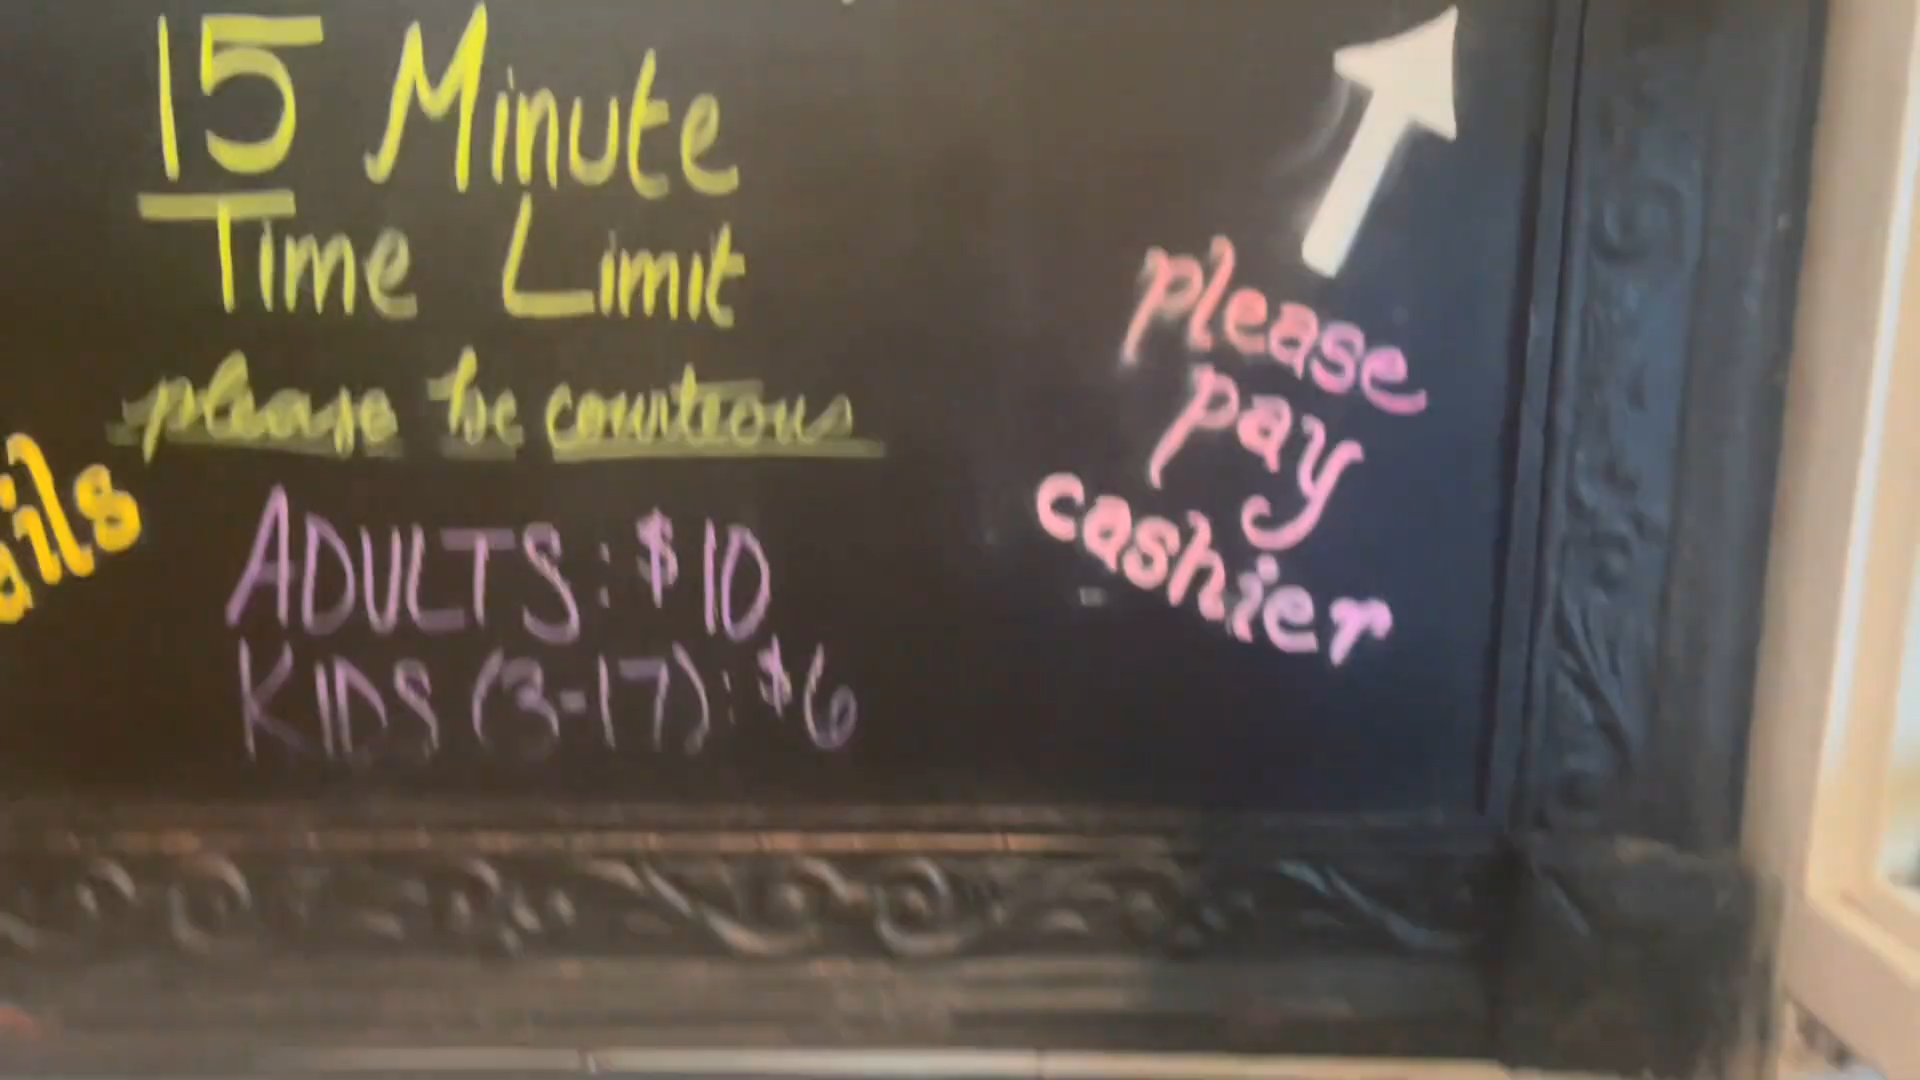 15 Minute
Time Limit
please be courteous
ails
ADULTS: $10
KIDS (3-17): $6
please
pay
cashier